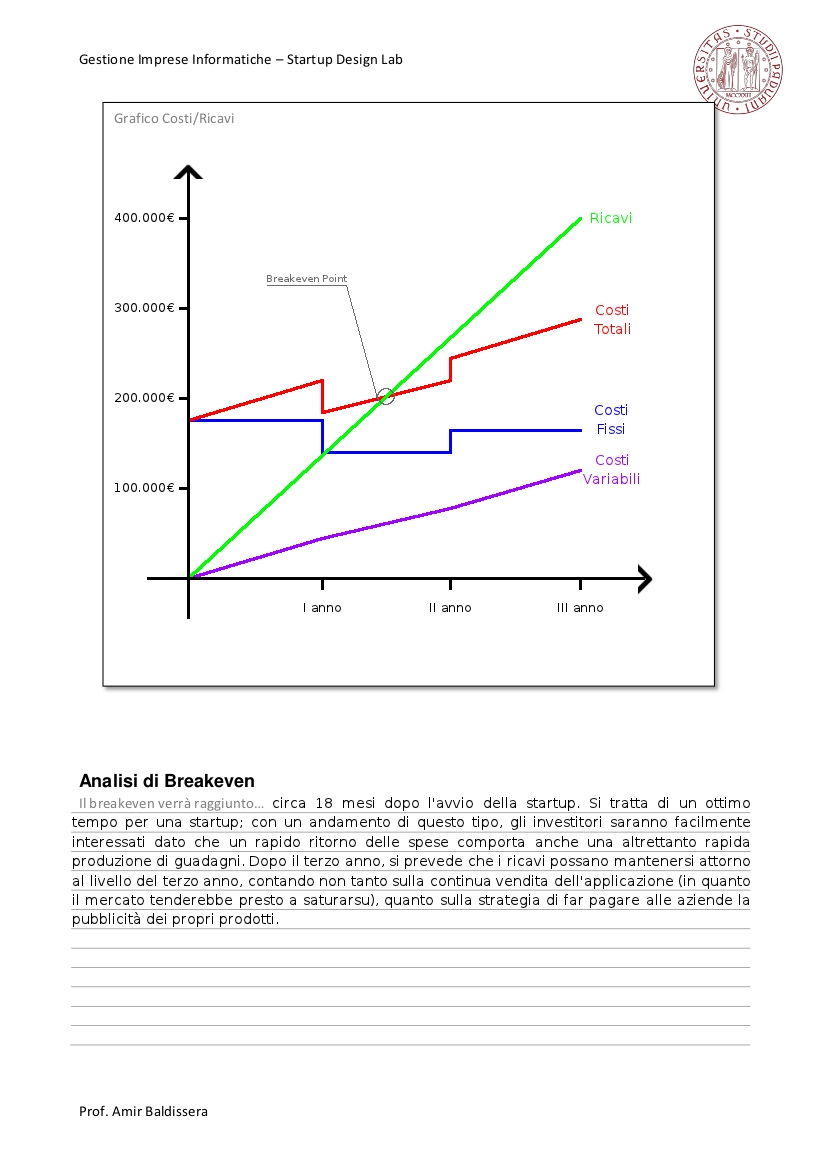 Gestione Imprese Informatiche – Startup Design Lab
UNIVERSITAS STUDII PADUANI
MCCXXII
Grafico Costi/Ricavi
400.000€
Ricavi
Breakeven Point
300.000€
Costi
Totali
200.000€
Costi
Fissi
Costi
Variabili
100.000€
I anno
II anno
III anno
Analisi di Breakeven
Il breakeven verrà raggiunto... circa 18 mesi dopo l'avvio della startup. Si tratta di un ottimo
tempo per una startup; con un andamento di questo tipo, gli investitori saranno facilmente
interessati dato che un rapido ritorno delle spese comporta anche una altrettanto rapida
produzione di guadagni. Dopo il terzo anno, si prevede che i ricavi possano mantenersi attorno
al livello del terzo anno, contando non tanto sulla continua vendita dell'applicazione (in quanto
il mercato tenderebbe presto a saturarsu), quanto sulla strategia di far pagare alle aziende la
pubblicità dei propri prodotti.
Prof. Amir Baldissera